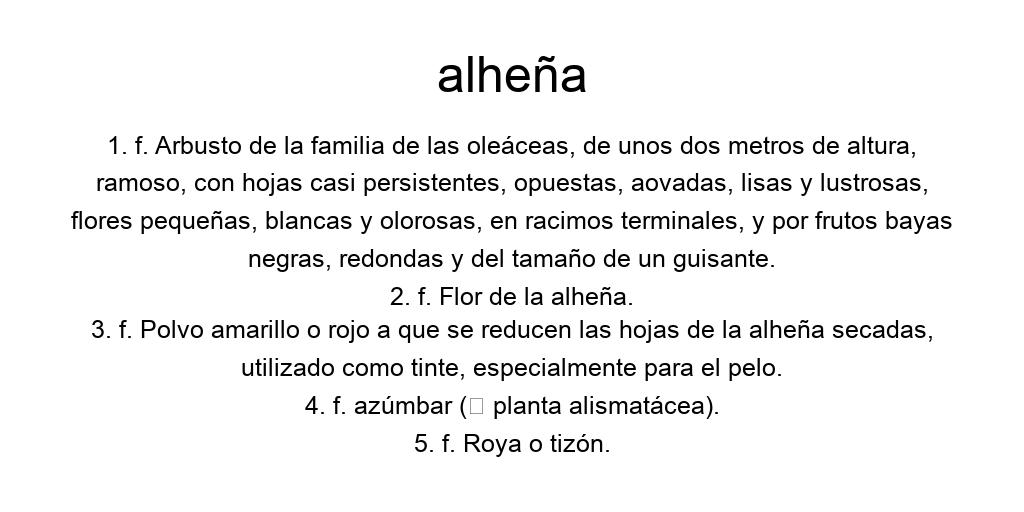 alheña
1. f. Arbusto de la familia de las oleáceas, de unos dos metros de altura,
ramoso, con hojas casi persistentes, opuestas, aovadas, lisas y lustrosas,
flores pequeñas, blancas y olorosas, en racimos terminales, y por frutos bayas
negras, redondas y del tamaño de un guisante.
2. f. Flor de la alheña.
3. f. Polvo amarillo o rojo a que se reducen las hojas de la alheña secadas,
utilizado como tinte, especialmente para el pelo.
4. f. azúmbar (□ planta alismatácea).
5. f. Roya o tizón.